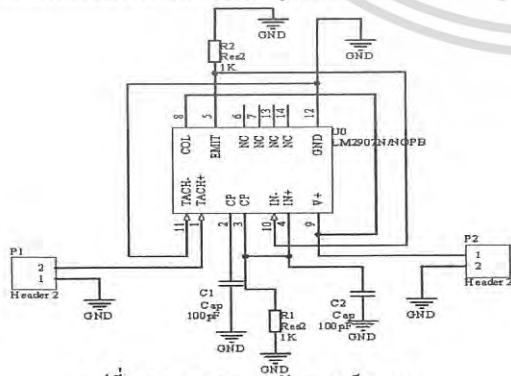 GND
R2
Res2
1K
GND
8
5
6
7
13
14
12
COL
EMIT
NC
NC
NC
NC
GND
U0
LM2907N/NOPB
TACH-
TACH+
CP
CP
IN-
IN+
V+
11
1
2
3
10
4
9
P1
2
1
Header 2
GND
C1
Cap
100pF
GND
R1
Res2
1K
GND
C2
Cap
100pF
GND
P2
1
2
Header 2
GND